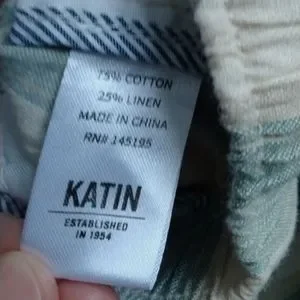 75% COTTON
25% LINEN
MADE IN CHINA
RN# 145195
KATIN
ESTABLISHED
IN 1954